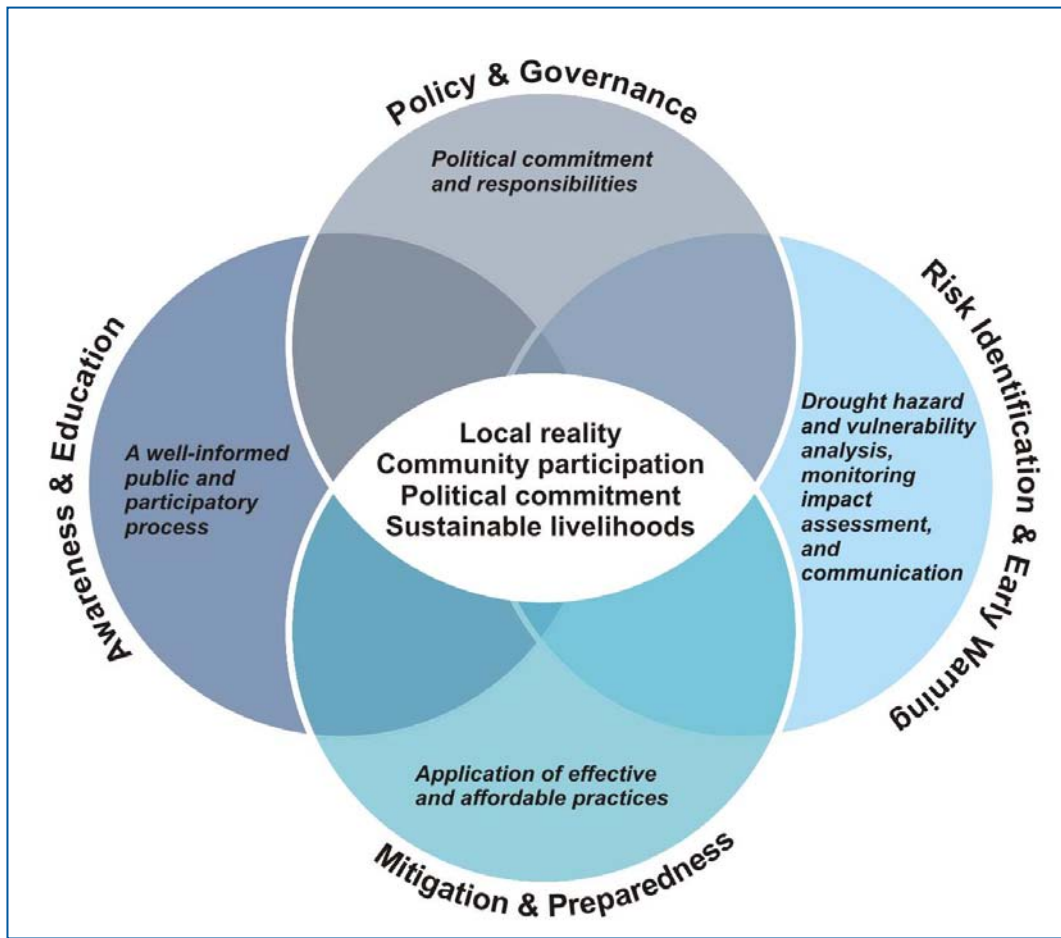 Policy & Governance
Political commitment
and responsibilities
Awareness & Education
A well-informed
public and
participatory
process
Local reality
Community participation
Political commitment
Sustainable livelihoods
Risk Identification & Early Warning
Drought hazard
and vulnerability
analysis,
monitoring
impact
assessment,
and
communication
Application of effective
and affordable practices
Mitigation & Preparedness